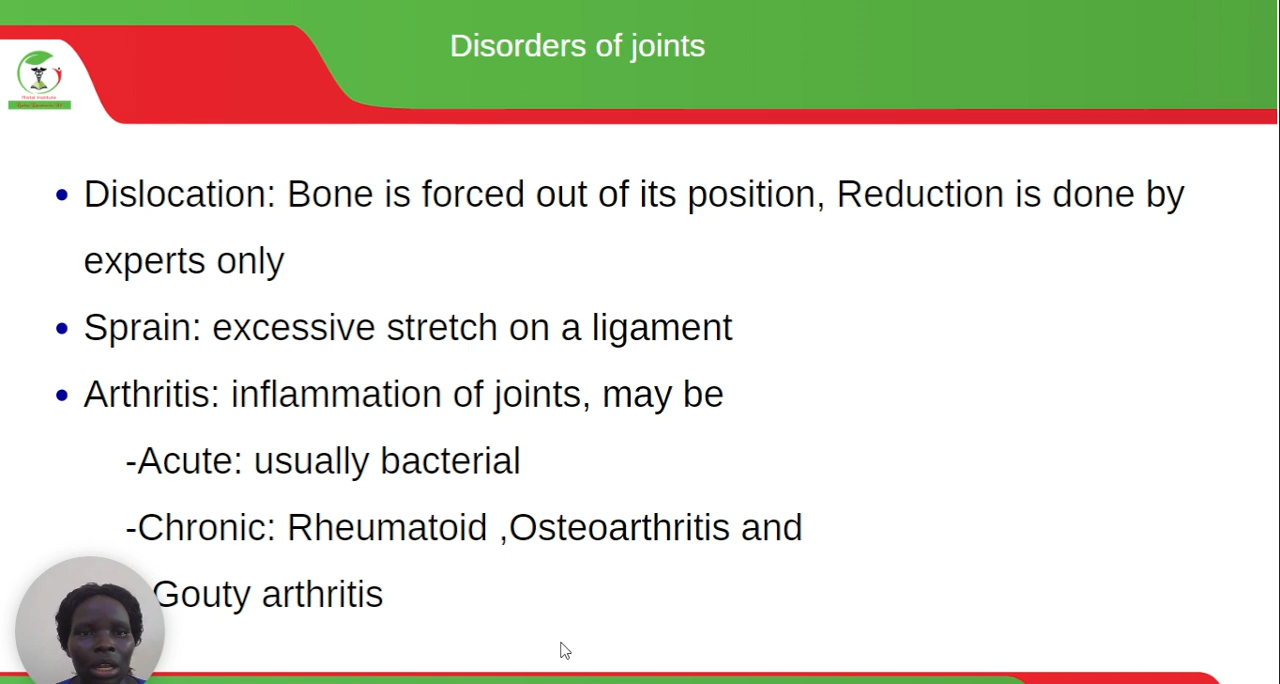 Disorders of joints
• Dislocation: Bone is forced out of its position, Reduction is done by
experts only
• Sprain: excessive stretch on a ligament
• Arthritis: inflammation of joints, may be
-Acute: usually bacterial
-Chronic: Rheumatoid ,Osteoarthritis and
Gouty arthritis